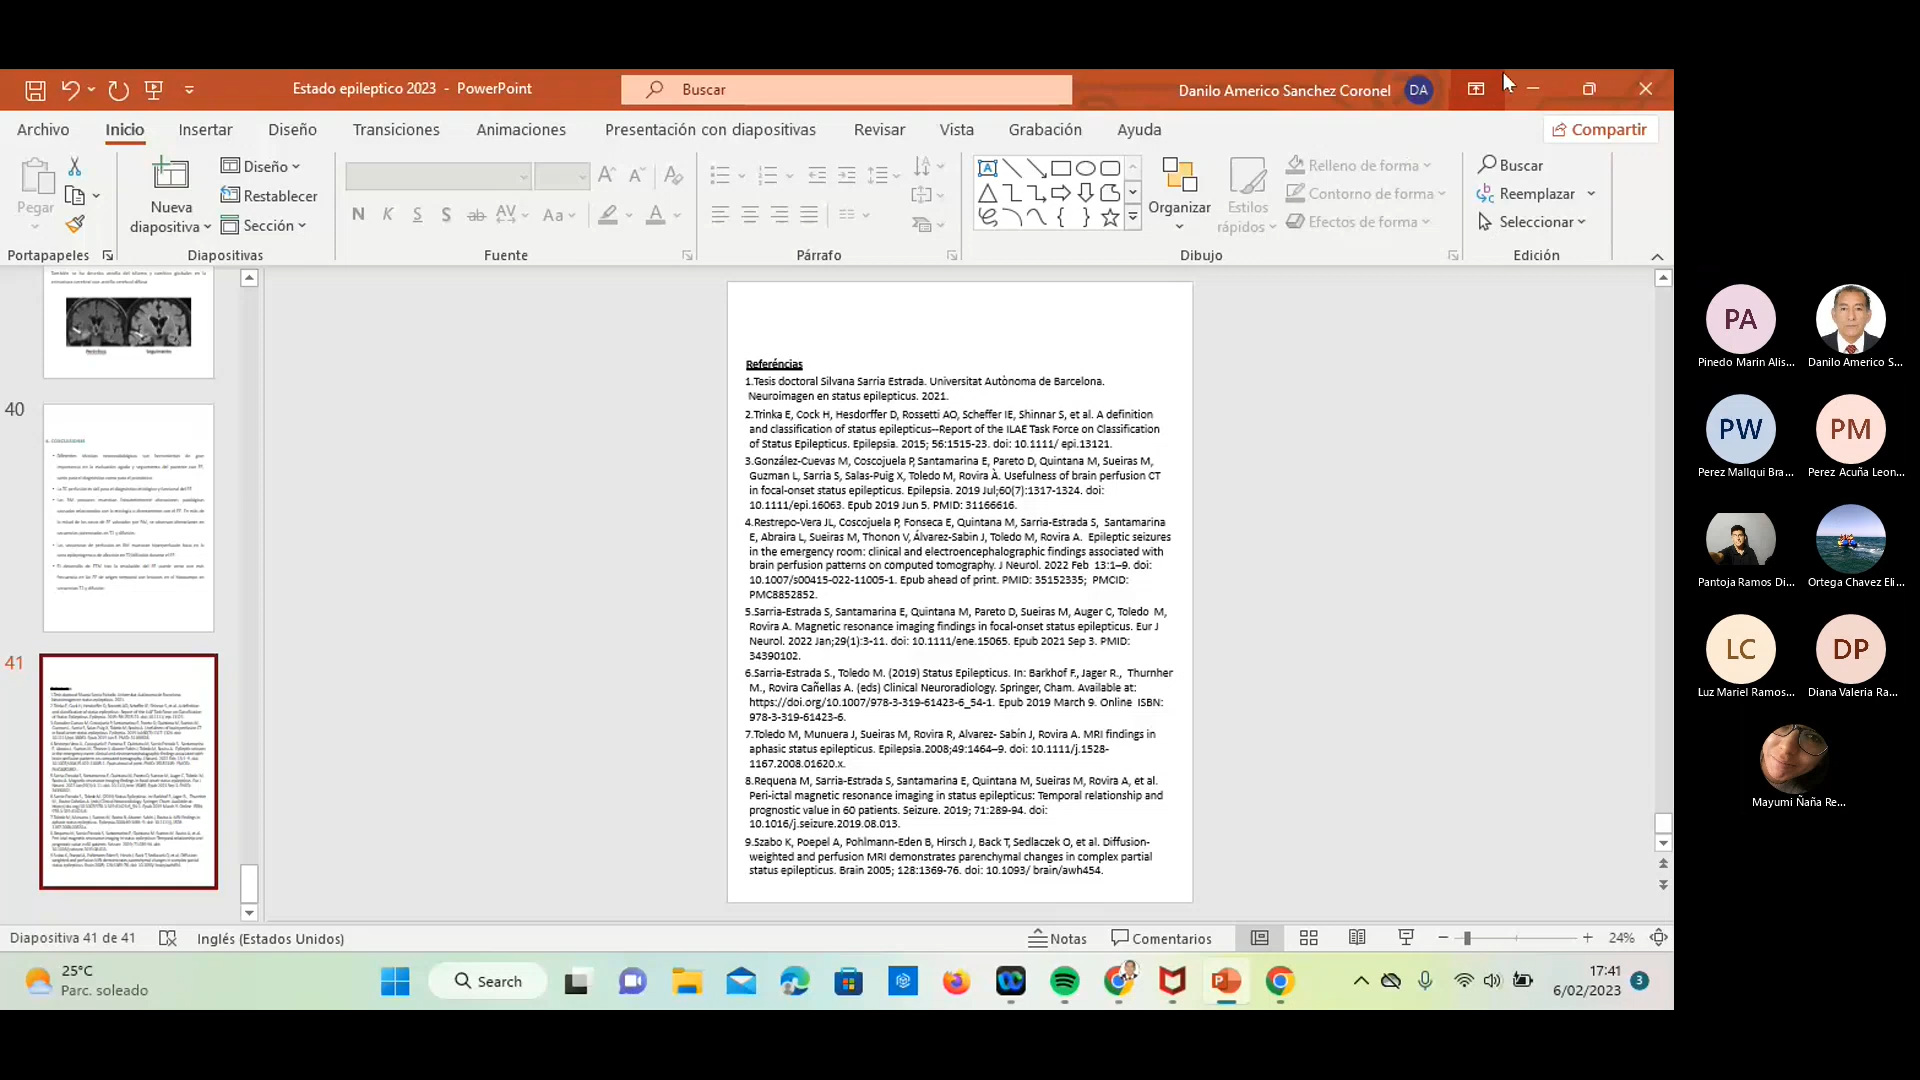 Estado epileptico 2023 - PowerPoint
Buscar
Danilo Americo Sanchez Coronel
DA
Archivo
Inicio
Insertar
Diseño
Transiciones
Animaciones
Presentación con diapositivas
Revisar
Vista
Grabación
Ayuda
Compartir
Pegar
Nueva
diapositiva
Diseño
Restablecer
Sección
N K S S ab AV Aa A
Organizar
Estilos
rápidos
Relleno de forma
Contorno de forma
Efectos de forma
Buscar
Reemplazar
Seleccionar
Portapapeles
Diapositivas
Fuente
Párrafo
Dibujo
Edición
40
41
Referéncias
1.Tesis doctoral Silvana Sarria Estrada. Universitat Autònoma de Barcelona.
Neuroimagen en status epilepticus. 2021.
2.Trinka E, Cock H, Hesdorffer D, Rossetti AO, Scheffer IE, Shinnar S, et al. A definition
and classification of status epilepticus--Report of the ILAE Task Force on Classification
of Status Epilepticus. Epilepsia. 2015; 56:1515-23. doi: 10.1111/ epi.13121.
3.González-Cuevas M, Coscojuela P, Santamarina E, Pareto D, Quintana M, Sueiras M,
Guzman L, Sarria S, Salas-Puig X, Toledo M, Rovira À. Usefulness of brain perfusion CT
in focal-onset status epilepticus. Epilepsia. 2019 Jul;60(7):1317-1324. doi:
10.1111/epi.16063. Epub 2019 Jun 5. PMID: 31166616.
4.Restrepo-Vera JL, Coscojuela P, Fonseca E, Quintana M, Sarria-Estrada S, Santamarina
E, Abraira L, Sueiras M, Thonon V, Álvarez-Sabin J, Toledo M, Rovira A. Epileptic seizures
in the emergency room: clinical and electroencephalographic findings associated with
brain perfusion patterns on computed tomography. J Neurol. 2022 Feb 13:1–9. doi:
10.1007/s00415-022-11005-1. Epub ahead of print. PMID: 35152335; PMCID:
PMC8852852.
5.Sarria-Estrada S, Santamarina E, Quintana M, Pareto D, Sueiras M, Auger C, Toledo M,
Rovira A. Magnetic resonance imaging findings in focal-onset status epilepticus. Eur J
Neurol. 2022 Jan;29(1):3-11. doi: 10.1111/ene.15065. Epub 2021 Sep 3. PMID:
34390102.
6.Sarria-Estrada S., Toledo M. (2019) Status Epilepticus. In: Barkhof F., Jager R., Thurnher
M., Rovira Cañellas A. (eds) Clinical Neuroradiology. Springer, Cham. Available at:
https://doi.org/10.1007/978-3-319-61423-6_54-1. Epub 2019 March 9. Online ISBN:
978-3-319-61423-6.
7.Toledo M, Munuera J, Sueiras M, Rovira R, Alvarez- Sabín J, Rovira A. MRI findings in
aphasic status epilepticus. Epilepsia.2008;49:1464–9. doi: 10.1111/j.1528-
1167.2008.01620.x.
8.Requena M, Sarria-Estrada S, Santamarina E, Quintana M, Sueiras M, Rovira A, et al.
Peri-ictal magnetic resonance imaging in status epilepticus: Temporal relationship and
prognostic value in 60 patients. Seizure. 2019; 71:289-94. doi:
10.1016/j.seizure.2019.08.013.
9.Szabo K, Poepel A, Pohlmann-Eden B, Hirsch J, Back T, Sedlaczek O, et al. Diffusion-
weighted and perfusion MRI demonstrates parenchymal changes in complex partial
status epilepticus. Brain 2005; 128:1369-76. doi: 10.1093/ brain/awh454.
Diapositiva 41 de 41
Inglés (Estados Unidos)
Notas
Comentarios
24%
25°C
Parc. soleado
Search
17:41
6/02/2023
3
PA
Pinedo Marin Alis...
Danilo Americo S...
PW
Perez Mallqui Bra...
PM
Perez Acuña Leon...
Pantoja Ramos Di...
Ortega Chavez Eli...
LC
Luz Mariel Ramos...
DP
Diana Valeria Ra...
Mayumi Ñaña Re...